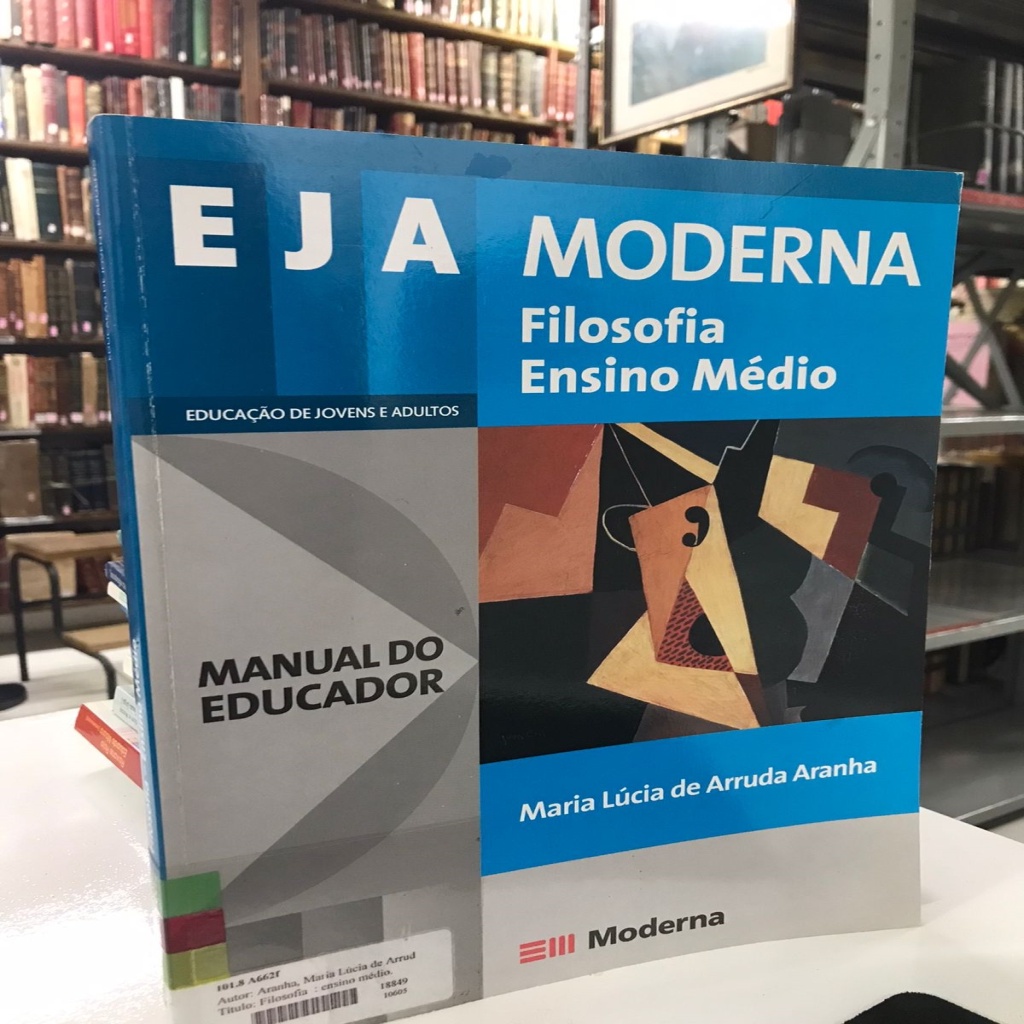 E J A
MODERNA
Filosofia
Ensino Médio
EDUCAÇÃO DE JOVENS E ADULTOS
MANUAL DO
EDUCADOR
Maria Lúcia de Arruda Aranha
Moderna
101.8 A662f
Autor: Aranha, Maria Lúcia de Arrud
Título: Filosofia : ensino médio.
18849
10605